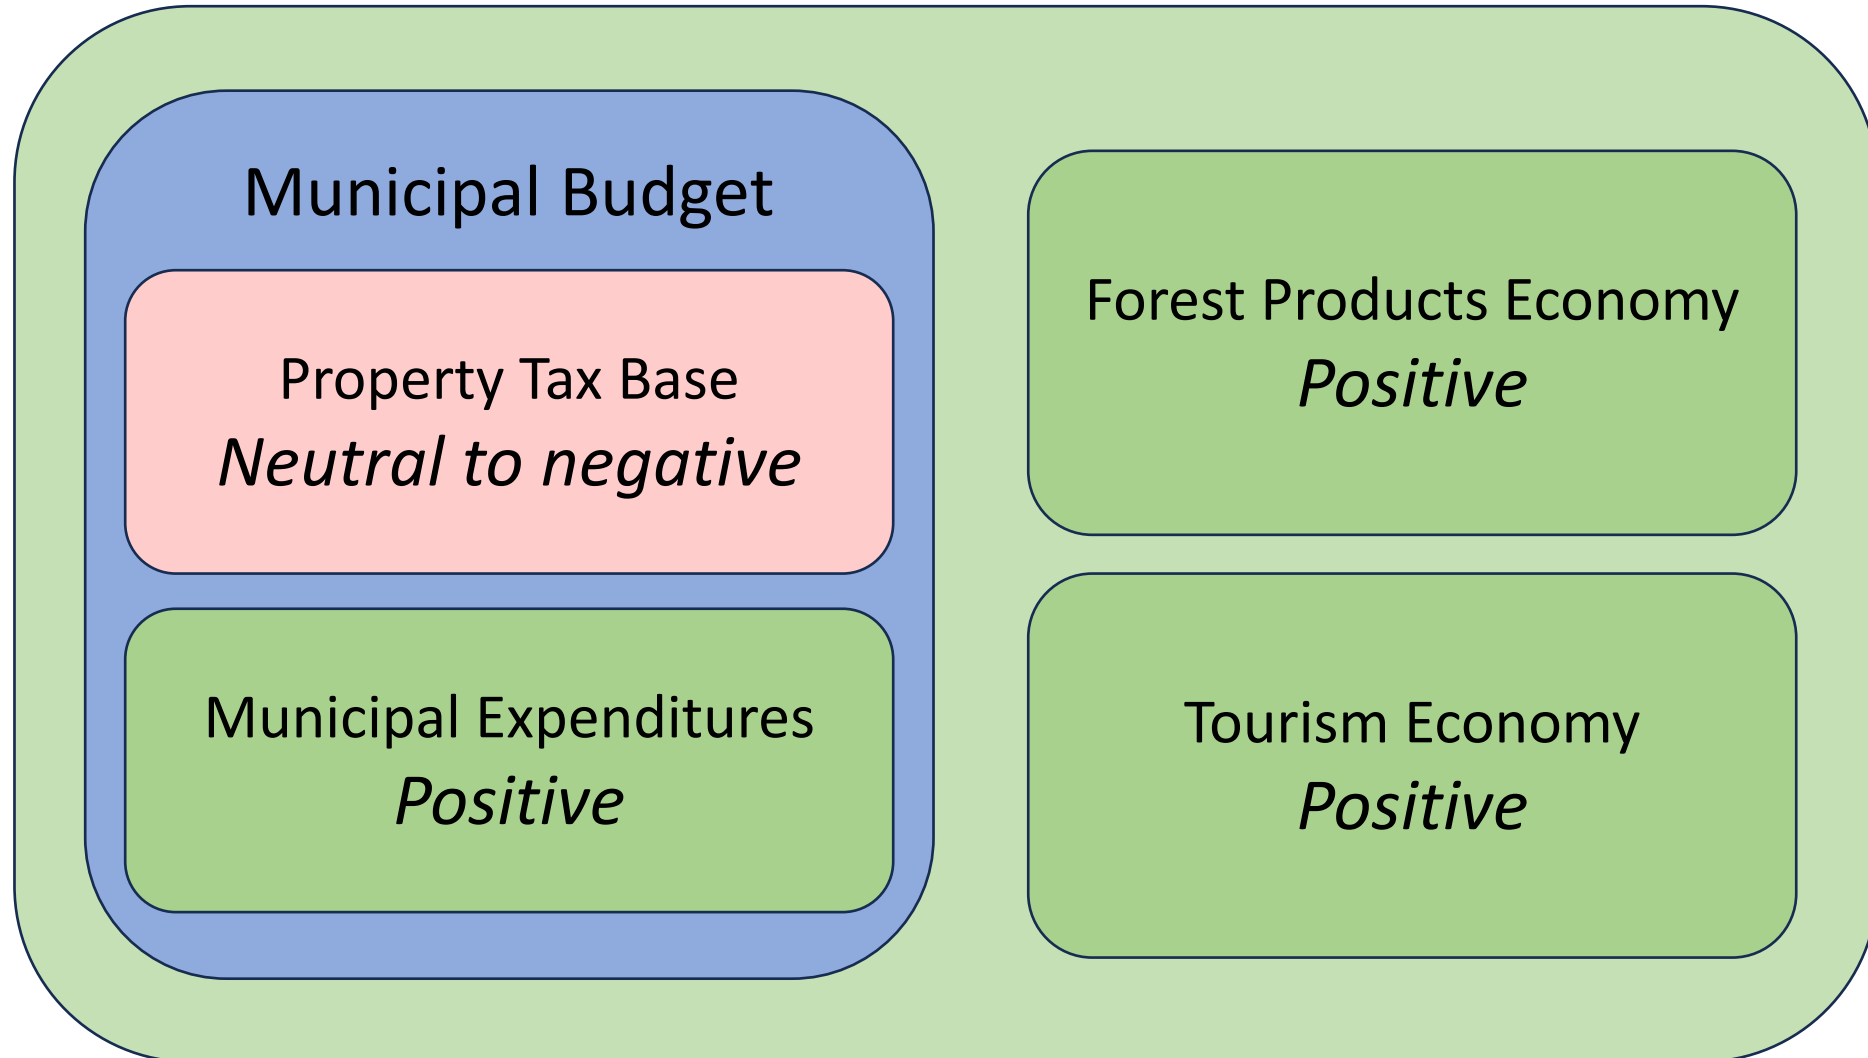 Municipal Budget
Property Tax Base
Neutral to negative
Municipal Expenditures
Positive
Forest Products Economy
Positive
Tourism Economy
Positive